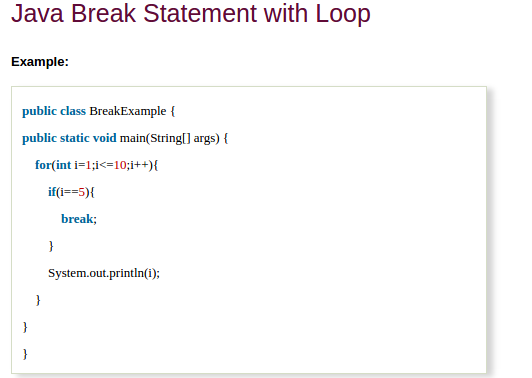 Java Break Statement with Loop
Example:
public class BreakExample {
public static void main(String[] args) {
for(int i=1;i<=10;i++){
if(i==5){
break;
}
System.out.println(i);
}
}
}